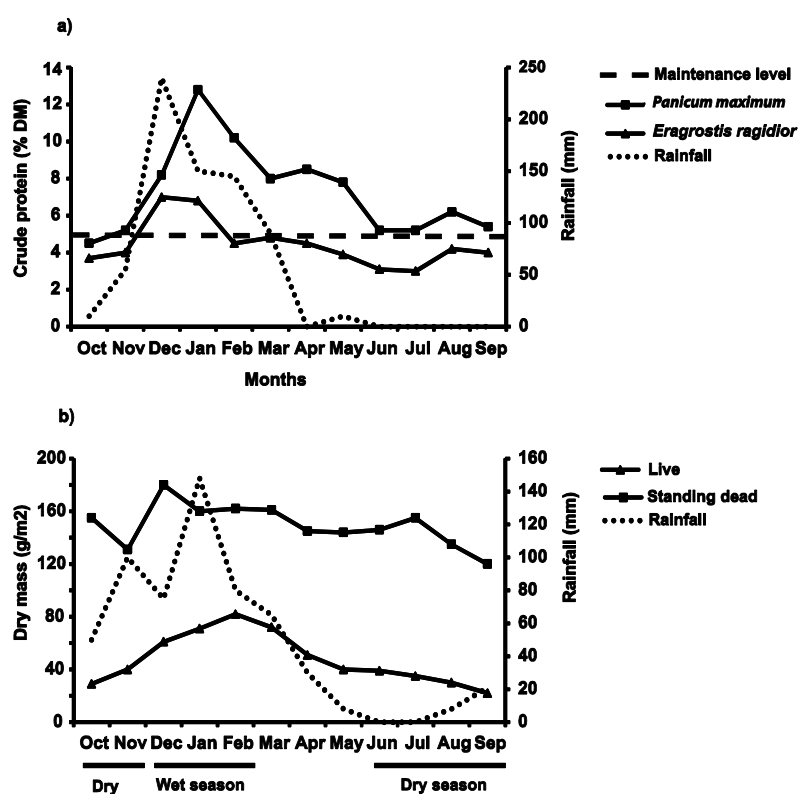 a)
14 250
12 200
10
8 150
6 100
4
2 50
0 0
Crude protein (% DM)
Rainfall (mm)
Oct Nov Dec Jan Feb Mar Apr May Jun Jul Aug Sep
Months
Maintenance level
Panicum maximum
Eragrostis ragidior
Rainfall
b)
200 160
140
160 120
120 100
80
80 60
40 40
20
0 0
Dry mass (g/m2)
Rainfall (mm)
Oct Nov Dec Jan Feb Mar Apr May Jun Jul Aug Sep
Dry Wet season Dry season
Live
Standing dead
Rainfall